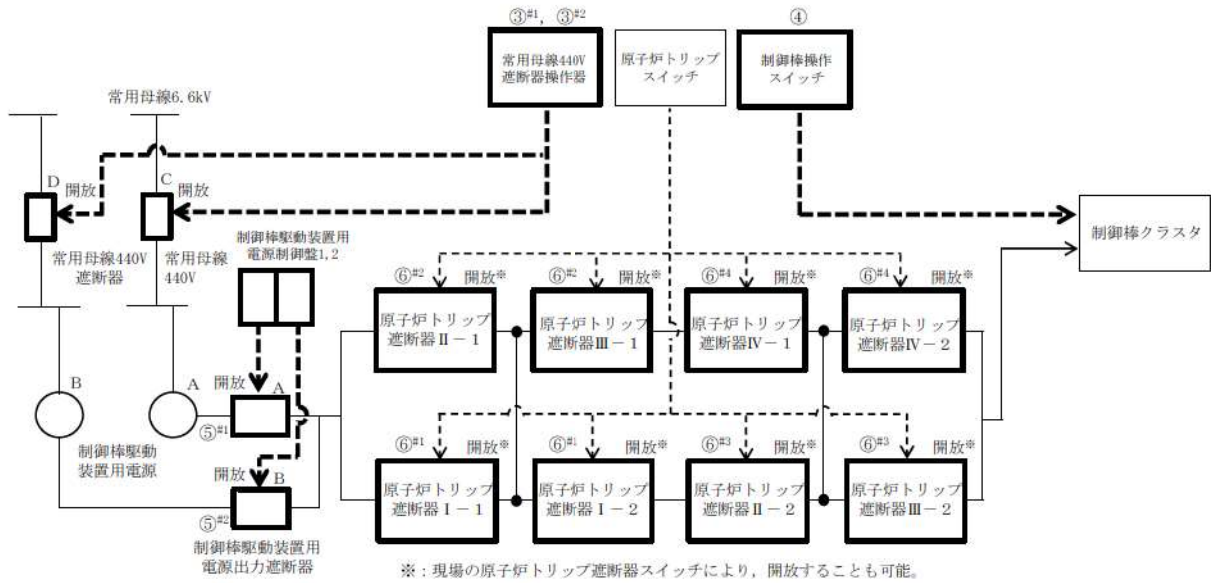 ③#1, ③#2
④
常用母線440V
遮断器操作器
原子炉トリップ
スイッチ
制御棒操作
スイッチ
常用母線6.6kV
D
開放
C
開放
制御棒クラスタ
常用母線440V
遮断器
常用母線
440V
制御棒駆動装置用
電源制御盤1,2
⑥#2
開放※
⑥#2
開放※
⑥#4
開放※
⑥#4
開放※
原子炉トリップ
遮断器Ⅱ－1
原子炉トリップ
遮断器Ⅲ－1
原子炉トリップ
遮断器Ⅳ－1
原子炉トリップ
遮断器Ⅳ－2
B
A
開放
A
⑤#1
制御棒駆動
装置用電源
開放
B
⑤#2
制御棒駆動装置用
電源出力遮断器
⑥#1
開放※
⑥#1
開放※
⑥#3
開放※
⑥#3
開放※
原子炉トリップ
遮断器Ⅰ－1
原子炉トリップ
遮断器Ⅰ－2
原子炉トリップ
遮断器Ⅱ－2
原子炉トリップ
遮断器Ⅲ－2
※：現場の原子炉トリップ遮断器スイッチにより，開放することも可能。